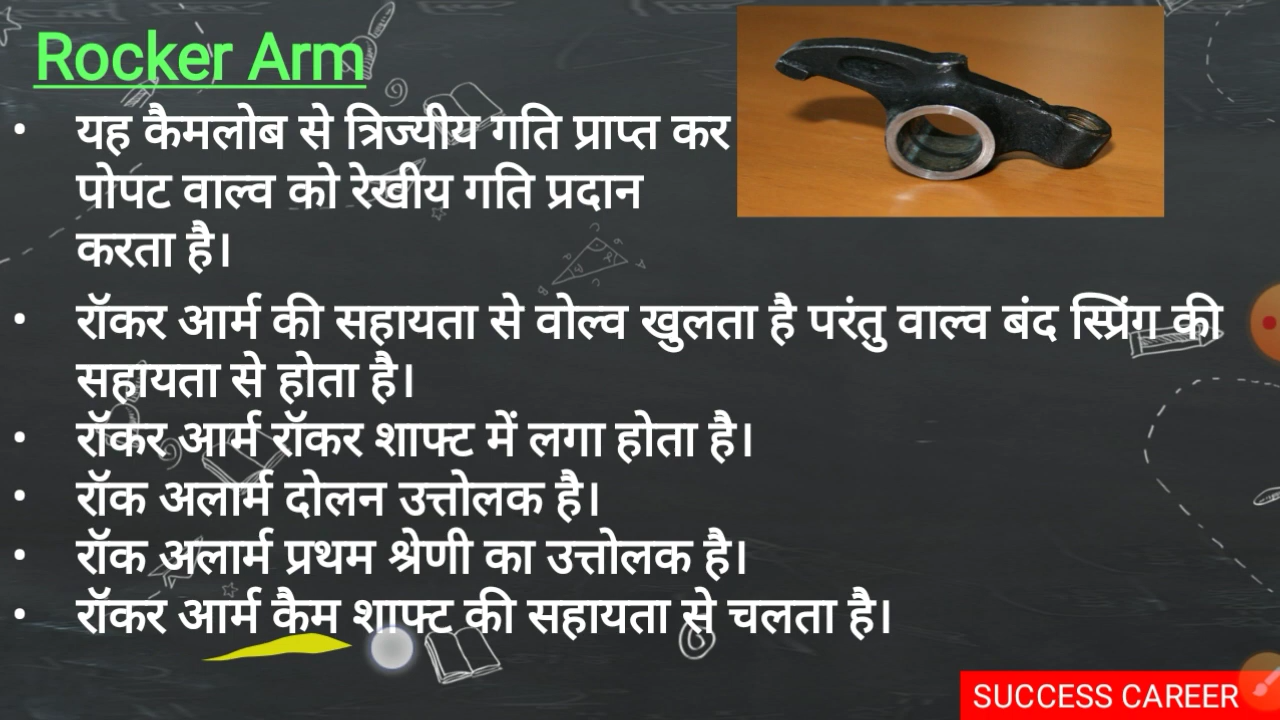 Rocker Arm
• यह कैमलोब से त्रिज्यीय गति प्राप्त कर
पोपट वाल्व को रेखीय गति प्रदान
करता है।
• रॉकर आर्म की सहायता से वोल्व खुलता है परंतु वाल्व बंद स्प्रिंग की
सहायता से होता है।
• रॉकर आर्म रॉकर शाफ्ट में लगा होता है।
• रॉक अलार्म दोलन उत्तोलक है।
• रॉक अलार्म प्रथम श्रेणी का उत्तोलक है।
• रॉकर आर्म कैम शाफ्ट की सहायता से चलता है।
SUCCESS CAREER